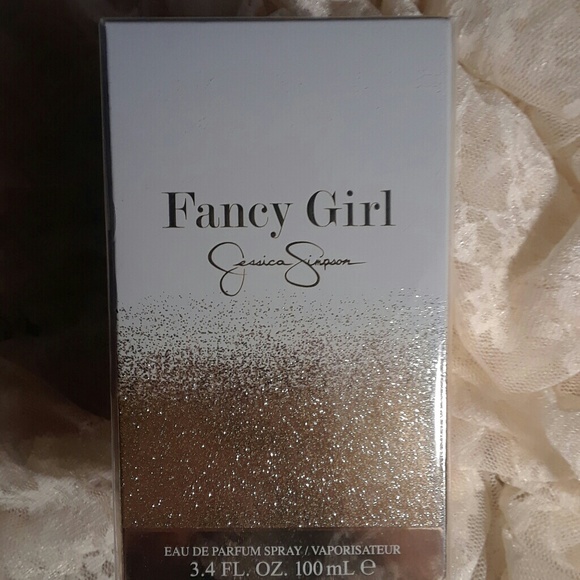 Fancy Girl
Jessica Simpson
EAU DE PARFUM SPRAY / VAPORISATEUR
3.4 FL. OZ. 100 mL ℮